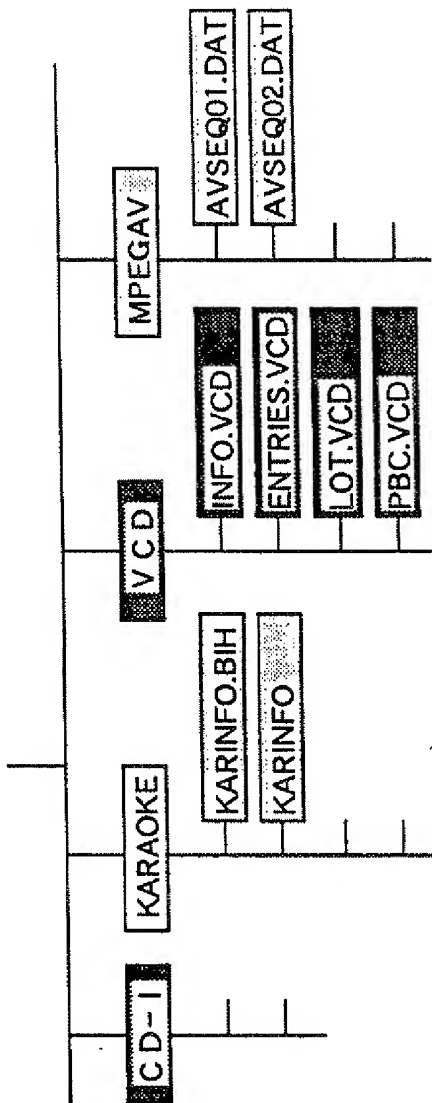 CD-I
KARAOKE
KARINFO.BIH
KARINFO
VCD
INFO.VCD
ENTRIES.VCD
LOT.VCD
PBC.VCD
MPEGAV
AVSEQ01.DAT
AVSEQ02.DAT